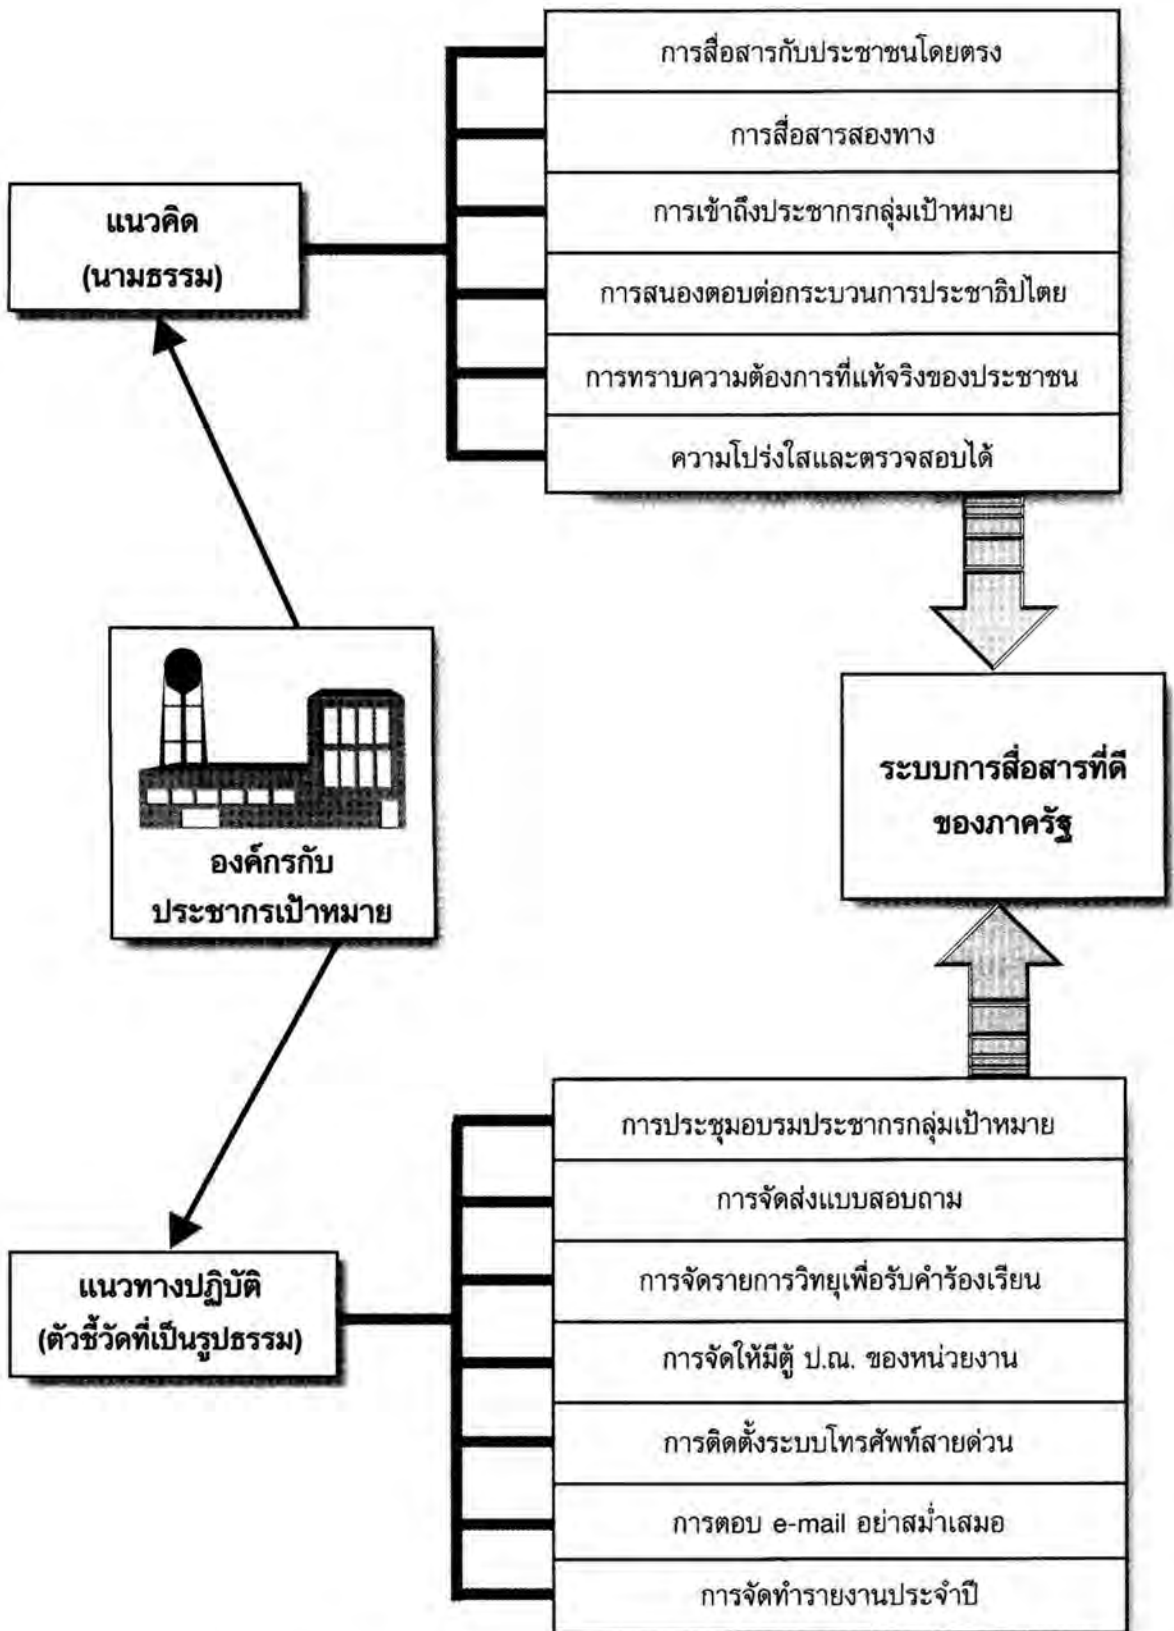 การสื่อสารกับประชาชนโดยตรง
การสื่อสารสองทาง
การเข้าถึงประชากรกลุ่มเป้าหมาย
การสนองตอบต่อกระบวนการประชาธิปไตย
การทราบความต้องการที่แท้จริงของประชาชน
ความโปร่งใสและตรวจสอบได้
แนวคิด
(นามธรรม)
องค์กรกับ
ประชากรเป้าหมาย
ระบบการสื่อสารที่ดี
ของภาครัฐ
แนวทางปฏิบัติ
(ตัวชี้วัดที่เป็นรูปธรรม)
การประชุมอบรมประชากรกลุ่มเป้าหมาย
การจัดส่งแบบสอบถาม
การจัดรายการวิทยุเพื่อรับคำร้องเรียน
การจัดให้มีตู้ ป.ณ. ของหน่วยงาน
การติดตั้งระบบโทรศัพท์สายด่วน
การตอบ e-mail อย่าสม่ำเสมอ
การจัดทำรายงานประจำปี